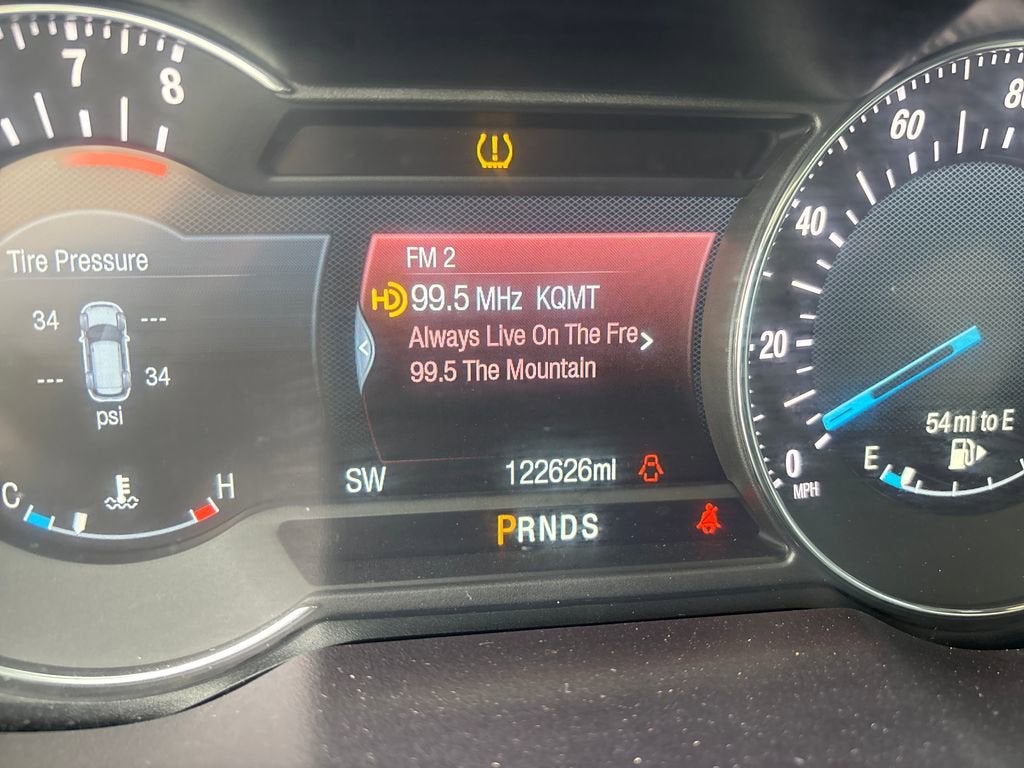 7
8
Tire Pressure
34 ---
--- 34
psi
C H
FM 2
HD 99.5 MHz KQMT
Always Live On The Fre
99.5 The Mountain
SW 122626mi
PRNDS
0
20
40
60
80
MPH
54 mi to E
E